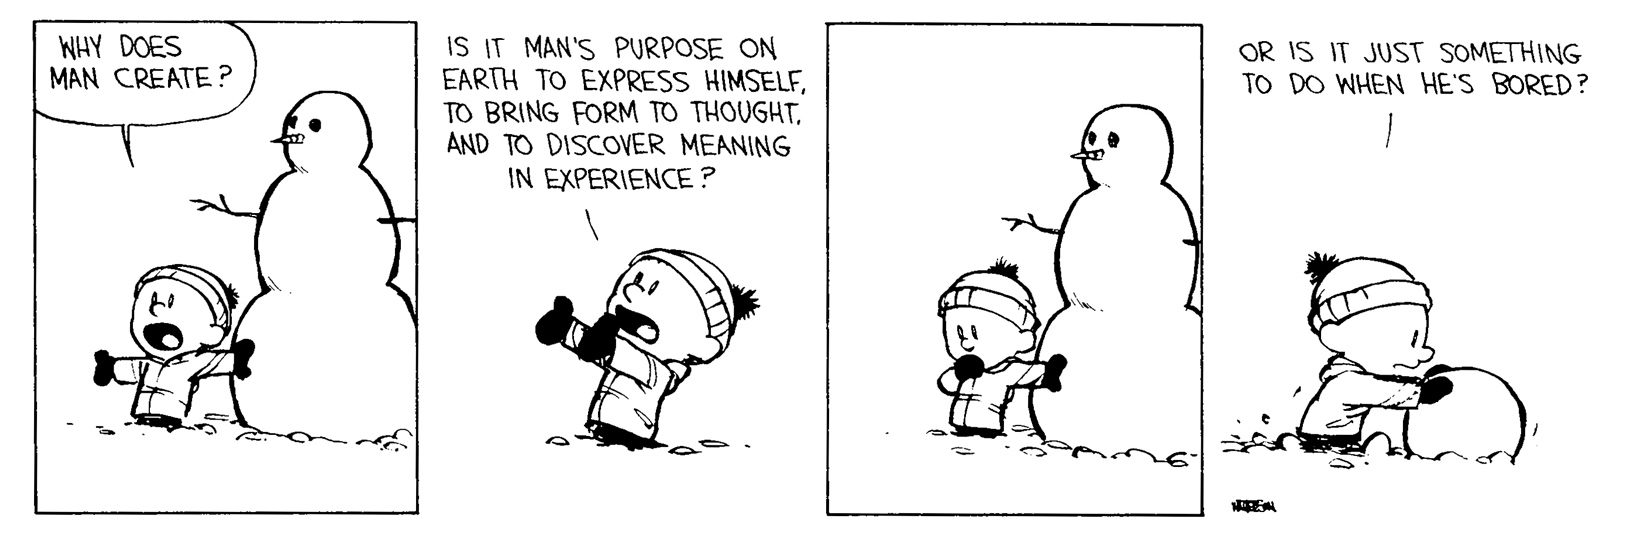 WHY DOES
MAN CREATE?
IS IT MAN'S PURPOSE ON
EARTH TO EXPRESS HIMSELF,
TO BRING FORM TO THOUGHT,
AND TO DISCOVER MEANING
IN EXPERIENCE?
OR IS IT JUST SOMETHING
TO DO WHEN HE'S BORED?
WATTERSON